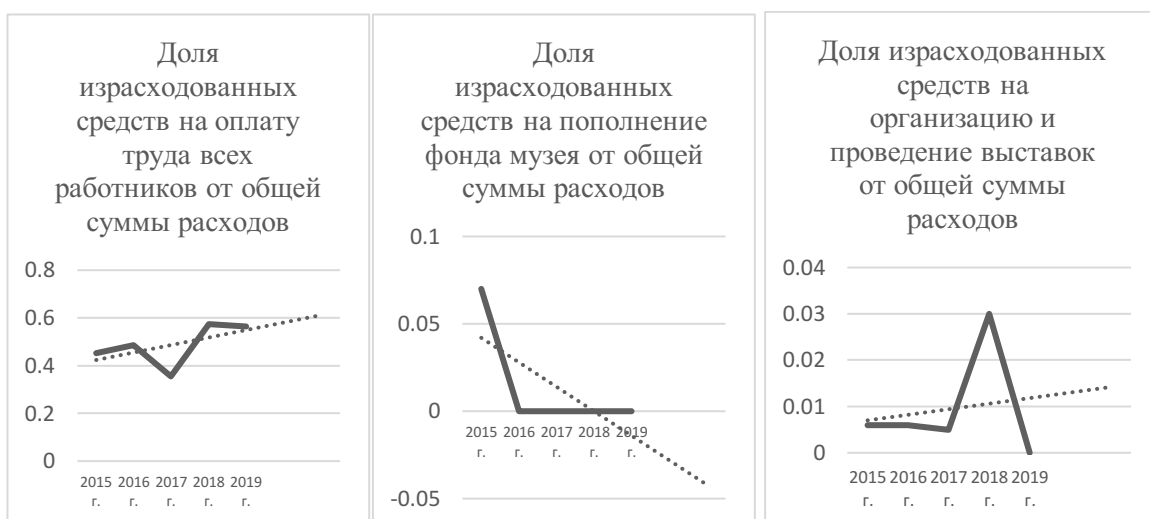 Доля
израсходованных
средств на оплату
труда всех
работников от общей
суммы расходов
0.8
0.6
0.4
0.2
0
2015 2016 2017 2018 2019
г. г. г. г. г.
Доля
израсходованных
средств на пополнение
фонда музея от общей
суммы расходов
0.1
0.05
0
2015 2016 2017 2018 2019
г. г. г. г. г.
-0.05
Доля израсходованных
средств на
организацию и
проведение выставок
от общей суммы
расходов
0.04
0.03
0.02
0.01
0
2015 2016 2017 2018 2019
г. г. г. г. г.